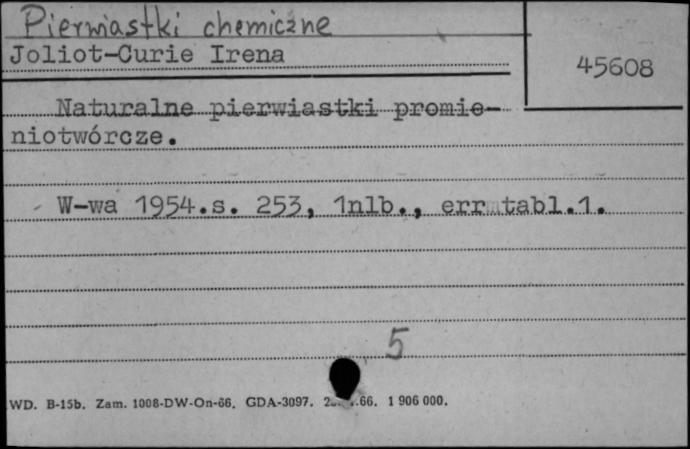 Pierwiastki chemiczne
Joliot-Curie Irena
45608
Naturalne pierwiastki promie-
niotwórcze.
W-wa 1954.s. 253, 1nlb., err tabl.1.
5
WD. B-15b. Zam. 1008-DW-On-66. GDA-3097. .66. 1 906 000.